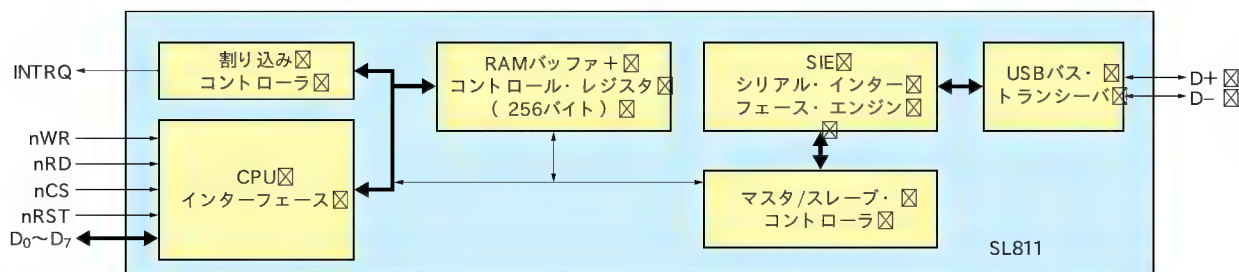 割り込み
コントローラ
INTRQ
RAMバッファ+
コントロール・レジスタ
(256バイト)
SIE
シリアル・インター
フェース・エンジン
USBバス・
トランシーバ
D+
D−
nWR
nRD
nCS
nRST
D0〜D7
CPU
インターフェース
マスタ/スレーブ・
コントローラ
SL811